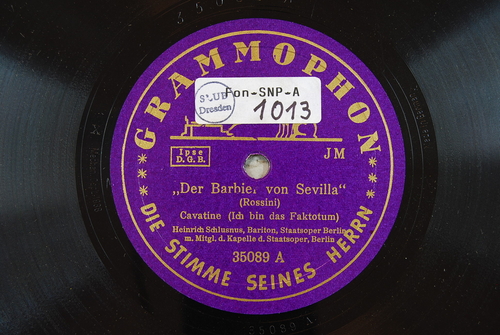 GRAMMOPHON
Fon-SNP-A
SLUB
Dresden
1013
Ipse
D.G.B.
JM
„Der Barbier von Sevilla“
(Rossini)
Cavatine (Ich bin das Faktotum)
Heinrich Schlusnus, Bariton, Staatsoper Berlin
m. Mitgl. d. Kapelle d. Staatsoper, Berlin
35089 A
DIE STIMME SEINES HERRN
35089 A